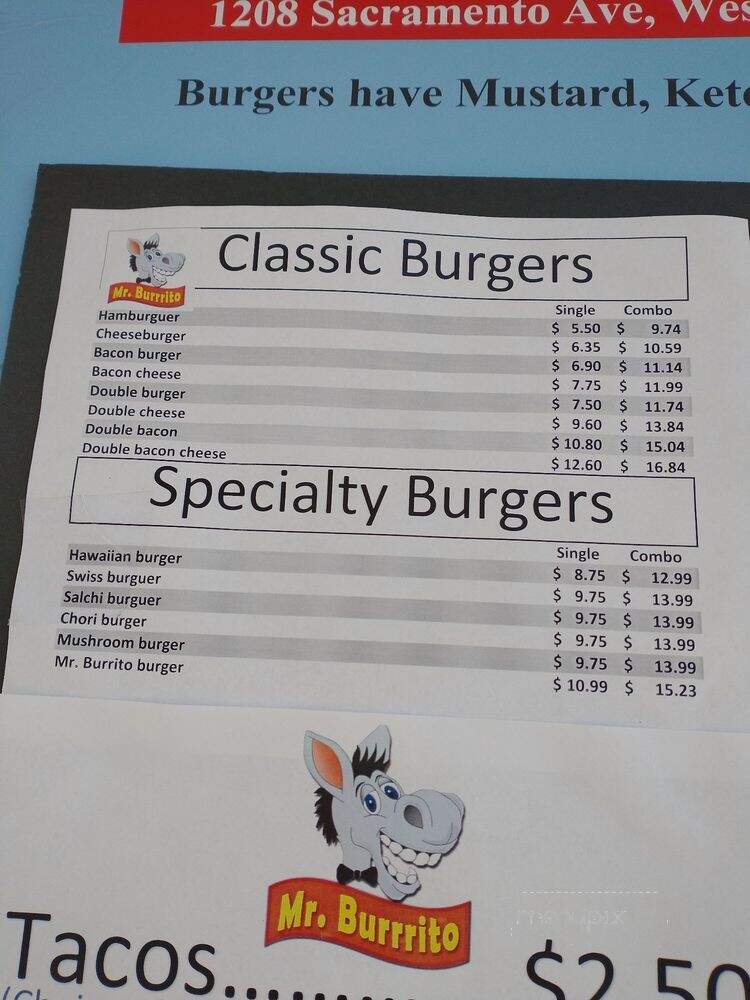 1208 Sacramento Ave,
Burgers have Mustard,
Classic Burgers
Mr. Burrrito
Single Combo
Hamburguer $ 5.50 $ 9.74
Cheeseburger $ 6.35 $ 10.59
Bacon burger $ 6.90 $ 11.14
Bacon cheese $ 7.75 $ 11.99
Double burger $ 7.50 $ 11.74
Double cheese $ 9.60 $ 13.84
Double bacon $ 10.80 $ 15.04
Double bacon cheese $ 12.60 $ 16.84
Specialty Burgers
Single Combo
Hawaiian burger $ 8.75 $ 12.99
Swiss burguer $ 9.75 $ 13.99
Salchi burguer $ 9.75 $ 13.99
Chori burger $ 9.75 $ 13.99
Mushroom burger $ 9.75 $ 13.99
Mr. Burrito burger $ 10.99 $ 15.23
Mr. Burrrito
menupix
Tacos.......... $2.50